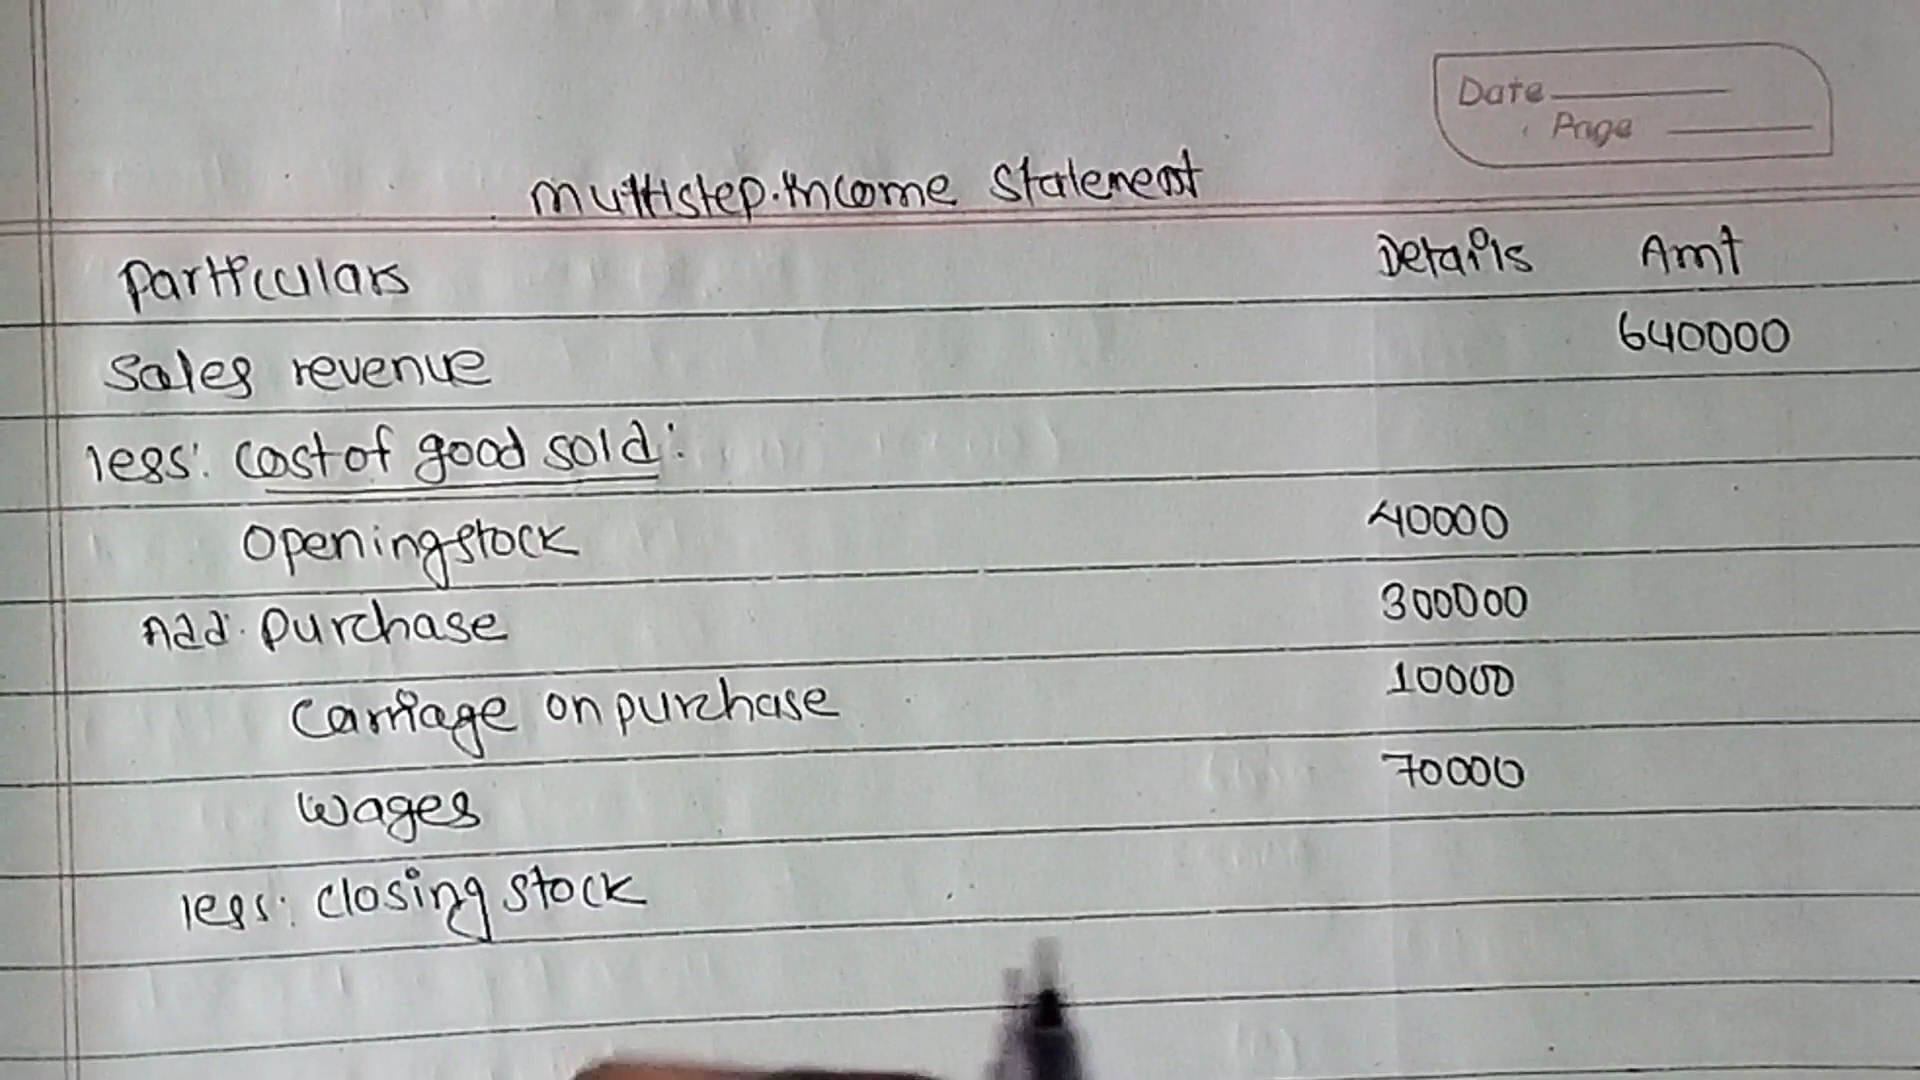 Date
Page
Multistep Income Statement
Particulars Details Amt
Sales revenue 640000
less: Cost of good sold:
Opening stock 40000
Add: Purchase 300000
Carriage on purchase 10000
Wages 70000
less: Closing stock